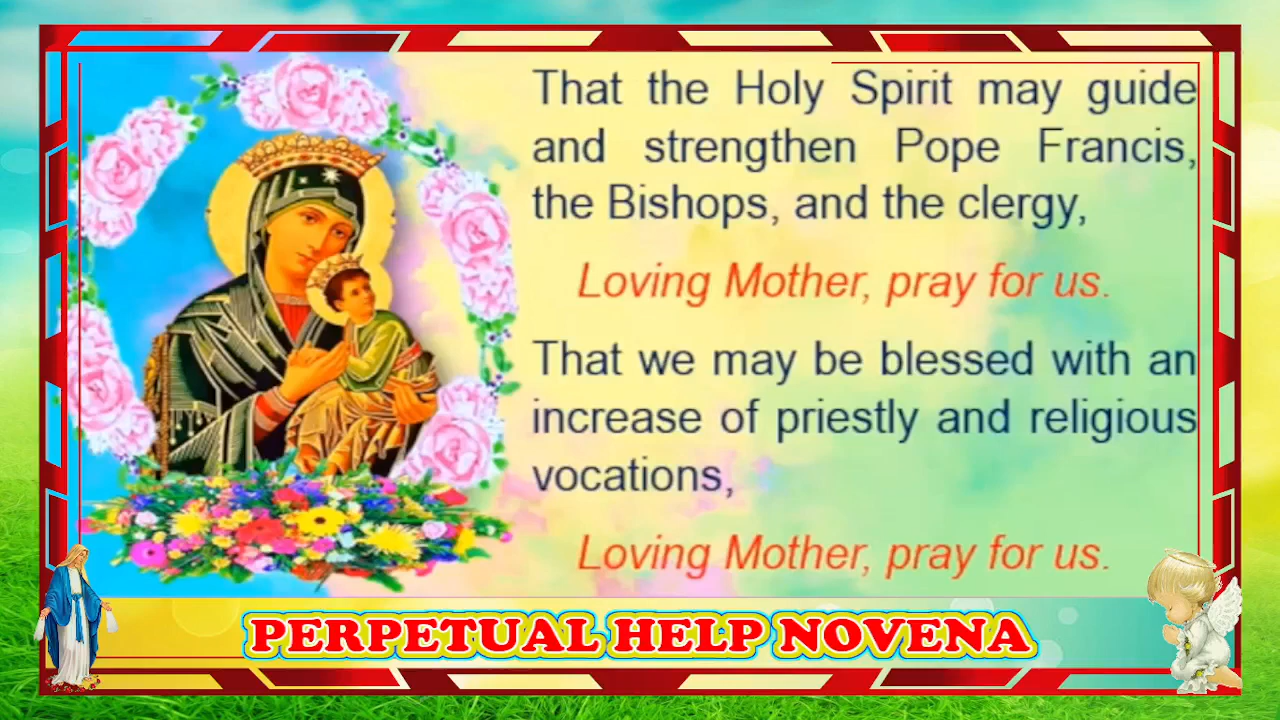 That the Holy Spirit may guide
and strengthen Pope Francis,
the Bishops, and the clergy,
Loving Mother, pray for us.
That we may be blessed with an
increase of priestly and religious
vocations,
Loving Mother, pray for us.
PERPETUAL HELP NOVENA